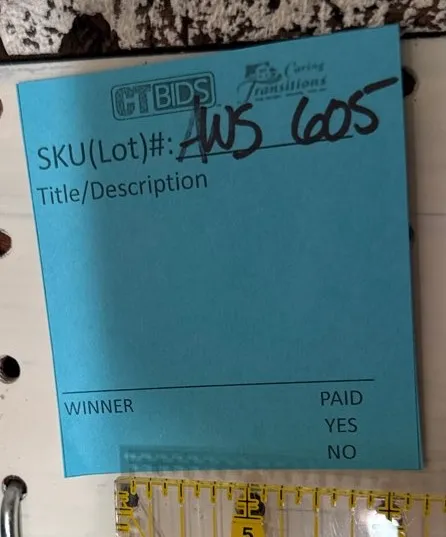 CTBIDS
Caring
Transitions
SKU(Lot)#: AWS 605
Title/Description
WINNER PAID
YES
NO
5